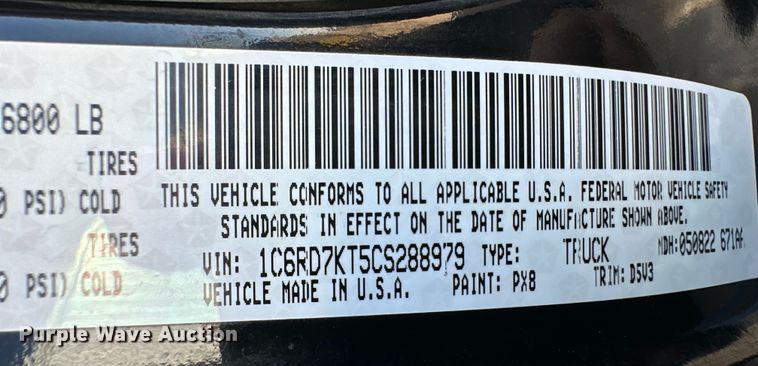 6800 LB
TIRES
PSI) COLD
PSI) COLD
THIS VEHICLE CONFORMS TO ALL APPLICABLE U.S.A. FEDERAL MOTOR VEHICLE SAFETY
STANDARDS IN EFFECT ON THE DATE OF MANUFACTURE SHOWN ABOVE.
VIN: 1C6RD7KT5CS288979 TYPE: TRUCK MDH: 050822 671A
VEHICLE MADE IN U.S.A. PAINT: PX8 TRIM: D5V3
Purple Wave Auction